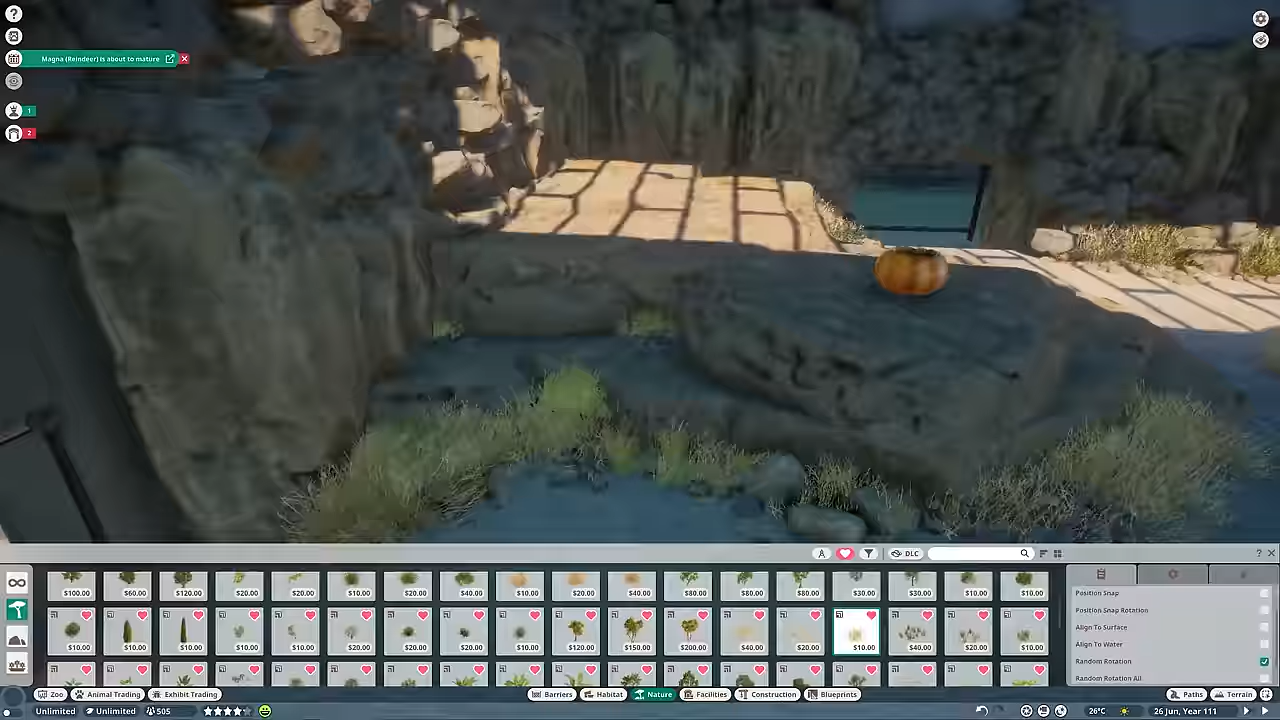 ?
Magna (Reindeer) is about to mature
1
2
DLC
?
$100.00 $60.00 $120.00 $20.00 $20.00 $10.00 $20.00 $40.00 $10.00 $20.00 $40.00 $80.00 $60.00 $80.00 $30.00 $30.00 $10.00 $10.00
$10.00 $10.00 $10.00 $10.00 $10.00 $20.00 $20.00 $10.00 $10.00 $120.00 $150.00 $200.00 $40.00 $20.00 $10.00 $40.00 $20.00 $10.00
Position Snap
Position Snap Rotation
Align To Surface
Align To Water
Random Rotation
Random Rotation All
Zoo Animal Trading Exhibit Trading Barriers Habitat Nature Facilities Construction Blueprints Paths Terrain
Unlimited Unlimited 505 26°C 26 Jun, Year 111